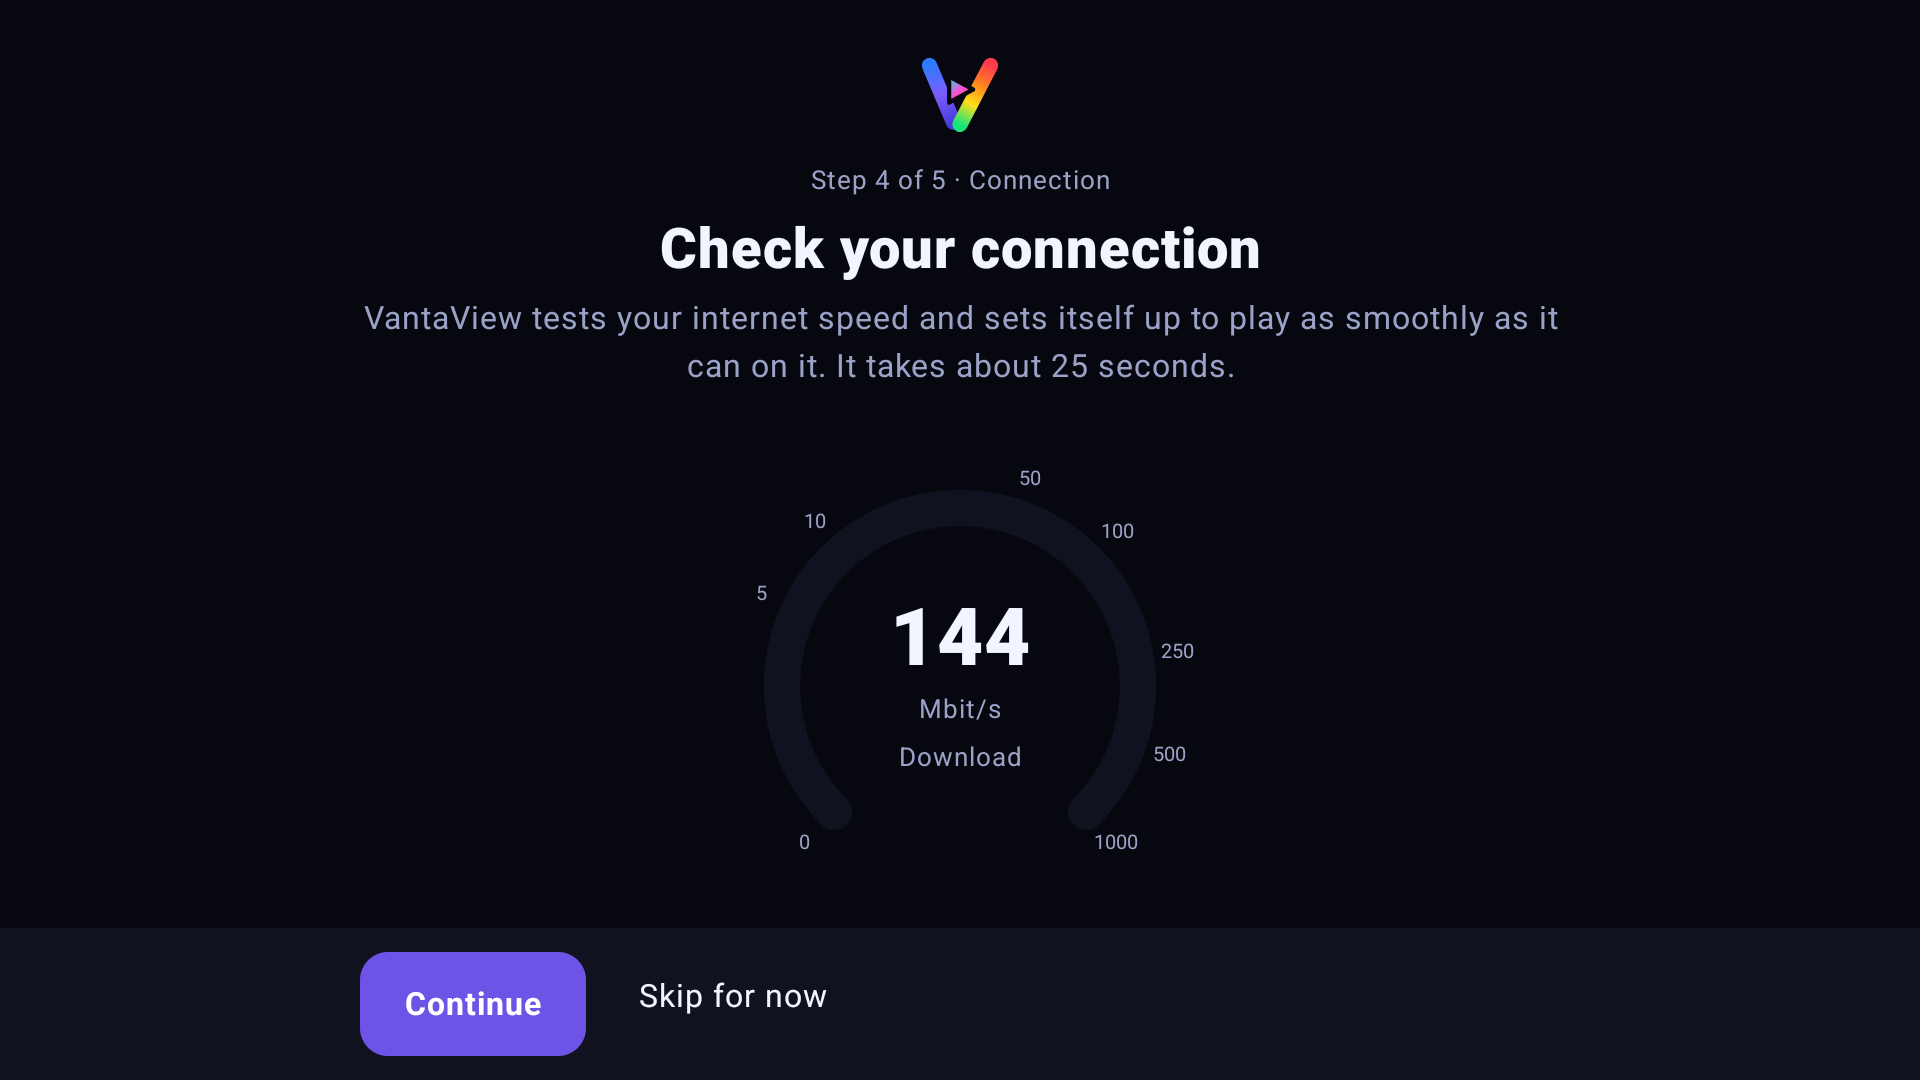 Step 4 of 5 · Connection
Check your connection
VantaView tests your internet speed and sets itself up to play as smoothly as it
can on it. It takes about 25 seconds.
50
10
100
5
144
250
Mbit/s
Download
500
0
1000
Continue
Skip for now